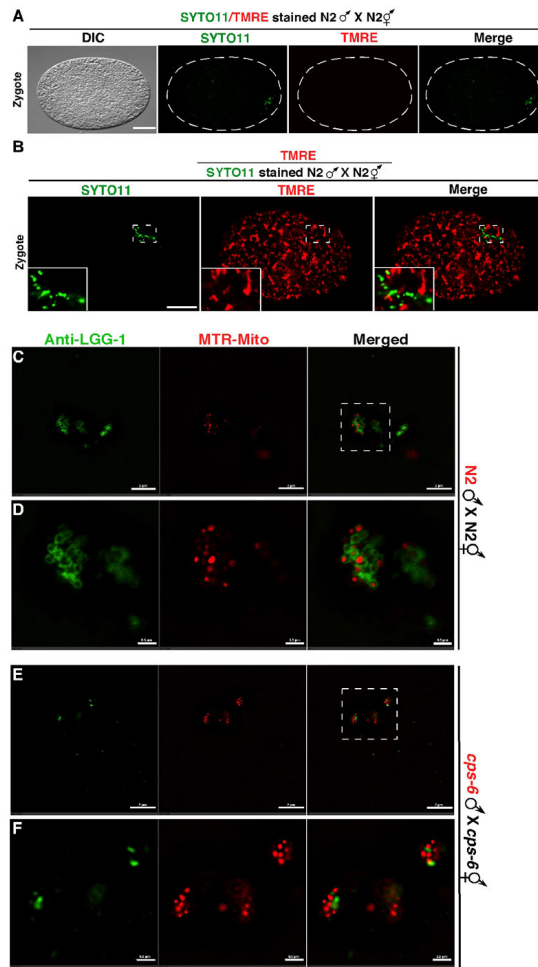 A
SYTO11/TMRE stained N2 ♂ X N2 ⚥
DIC SYTO11 TMRE Merge
Zygote
B
TMRE
SYTO11 stained N2 ♂ X N2 ⚥
SYTO11 TMRE Merge
Zygote
Anti-LGG-1 MTR-Mito Merged
C
D
N2 ♂ X N2 ⚥
E
F
cps-6 ♂ X cps-6 ⚥